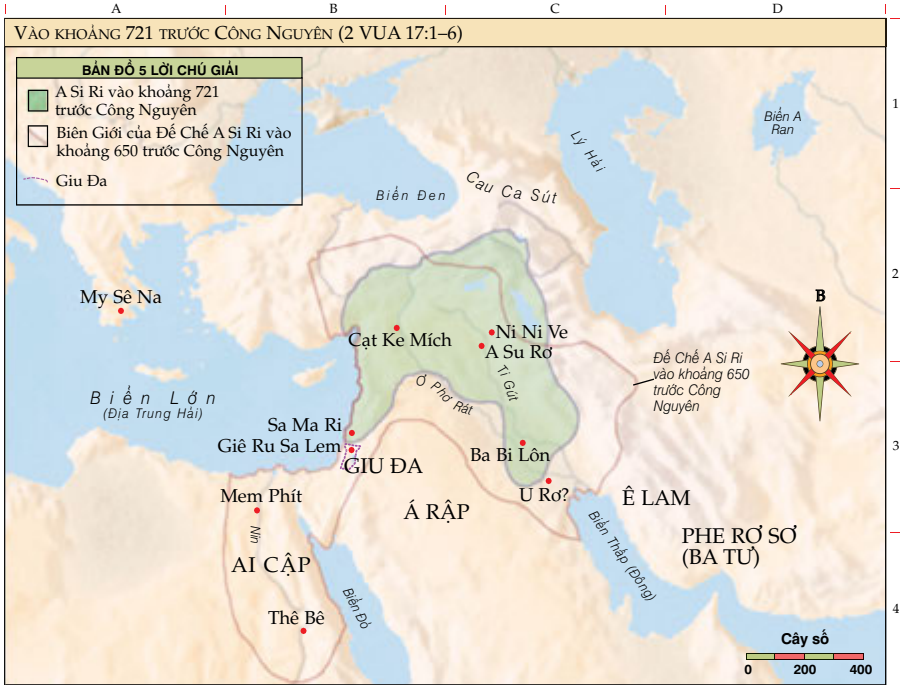 A B C D
VÀO KHOẢNG 721 TRƯỚC CÔNG NGUYÊN (2 VUA 17:1–6)
BẢN ĐỒ 5 LỜI CHÚ GIẢI
A Si Ri vào khoảng 721
trước Công Nguyên
Biên Giới của Đế Chế A Si Ri vào
khoảng 650 trước Công Nguyên
Giu Đa
1
Biển A
Ran
Lý Hải
Cau Ca Sút
Biển Đen
2
My Sê Na
B
Cạt Ke Mích
Ni Ni Ve
A Su Rơ
Ti Gút
Ơ Phơ Rát
Đế Chế A Si Ri
vào khoảng 650
trước Công
Nguyên
Biển Lớn
(Địa Trung Hải)
Sa Ma Ri
Giê Ru Sa Lem
GIU ĐA
3
Ba Bi Lôn
U Rơ?
Mem Phít
Nin
Á RẬP
Ê LAM
PHE RƠ SƠ
(BA TƯ)
Biển Thấp (Đông)
AI CẬP
Biển Đỏ
Thê Bê
4
Cây số
0 200 400